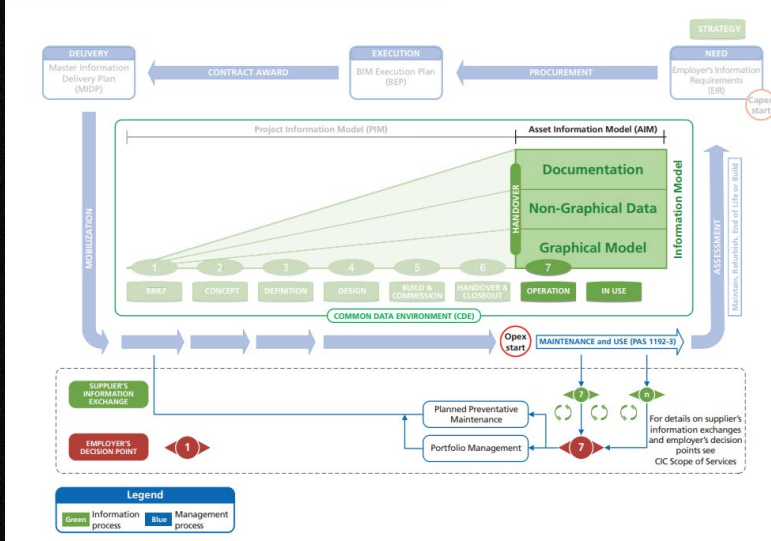 STRATEGY
DELIVERY
Master Information
Delivery Plan
(MIDP)
CONTRACT AWARD
EXECUTION
BIM Execution Plan
(BEP)
PROCUREMENT
NEED
Employer's Information
Requirements
(EIR)
Capex
start
Project Information Model (PIM)
Asset Information Model (AIM)
MOBILIZATION
HANDOVER
Documentation
Non-Graphical Data
Graphical Model
Information Model
ASSESSMENT
Maintain, Refurbish, End of Life or Build
1
2
3
4
5
6
7
BRIEF
CONCEPT
DEFINITION
DESIGN
BUILD &
COMMISSION
HANDOVER &
CLOSEOUT
OPERATION
IN USE
COMMON DATA ENVIRONMENT (CDE)
Opex
start
MAINTENANCE and USE (PAS 1192-3)
SUPPLIER'S
INFORMATION
EXCHANGE
7
n
Planned Preventative
Maintenance
EMPLOYER'S
DECISION POINT
1
Portfolio Management
7
For details on supplier's
information exchanges
and employer's decision
points see
CIC Scope of Services
Legend
Green Information
process
Blue Management
process